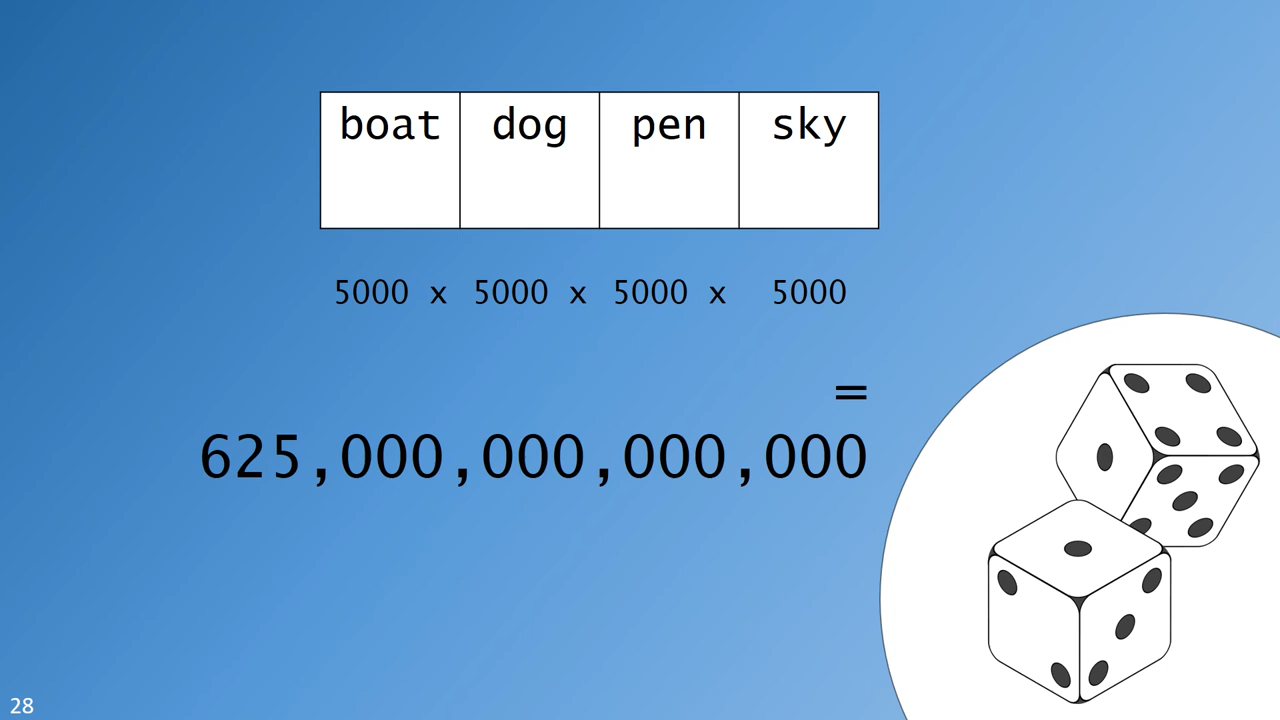 boat dog pen sky
5000 x 5000 x 5000 x 5000
=
625,000,000,000,000
28